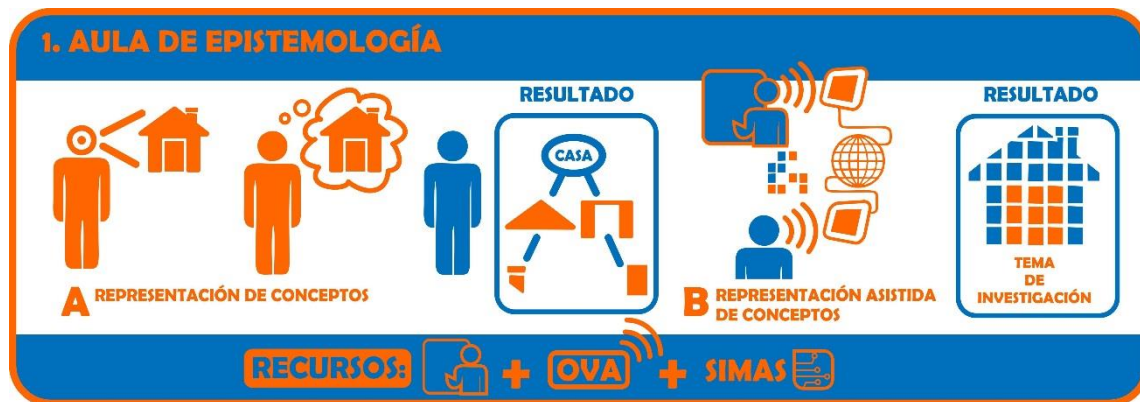 1. AULA DE EPISTEMOLOGÍA
RESULTADO
CASA
A REPRESENTACIÓN DE CONCEPTOS
B REPRESENTACIÓN ASISTIDA
DE CONCEPTOS
RESULTADO
TEMA
DE
INVESTIGACIÓN
RECURSOS: + OVA + SIMAS